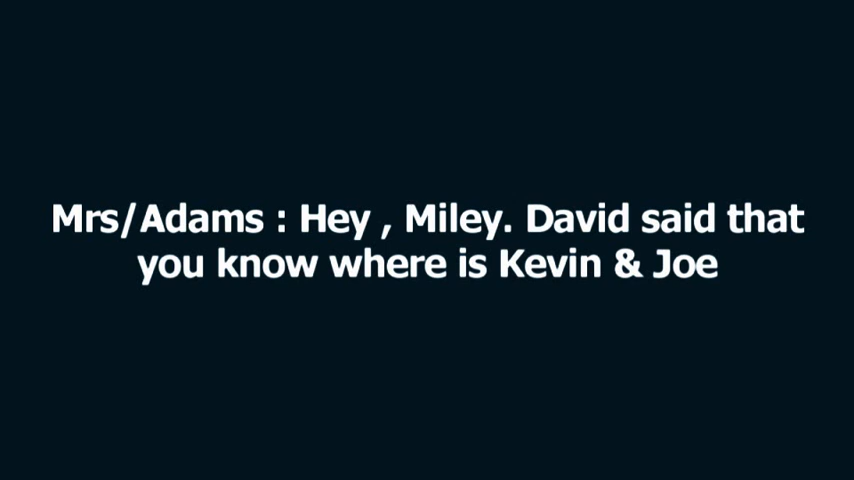 Mrs/Adams : Hey , Miley. David said that
you know where is Kevin & Joe